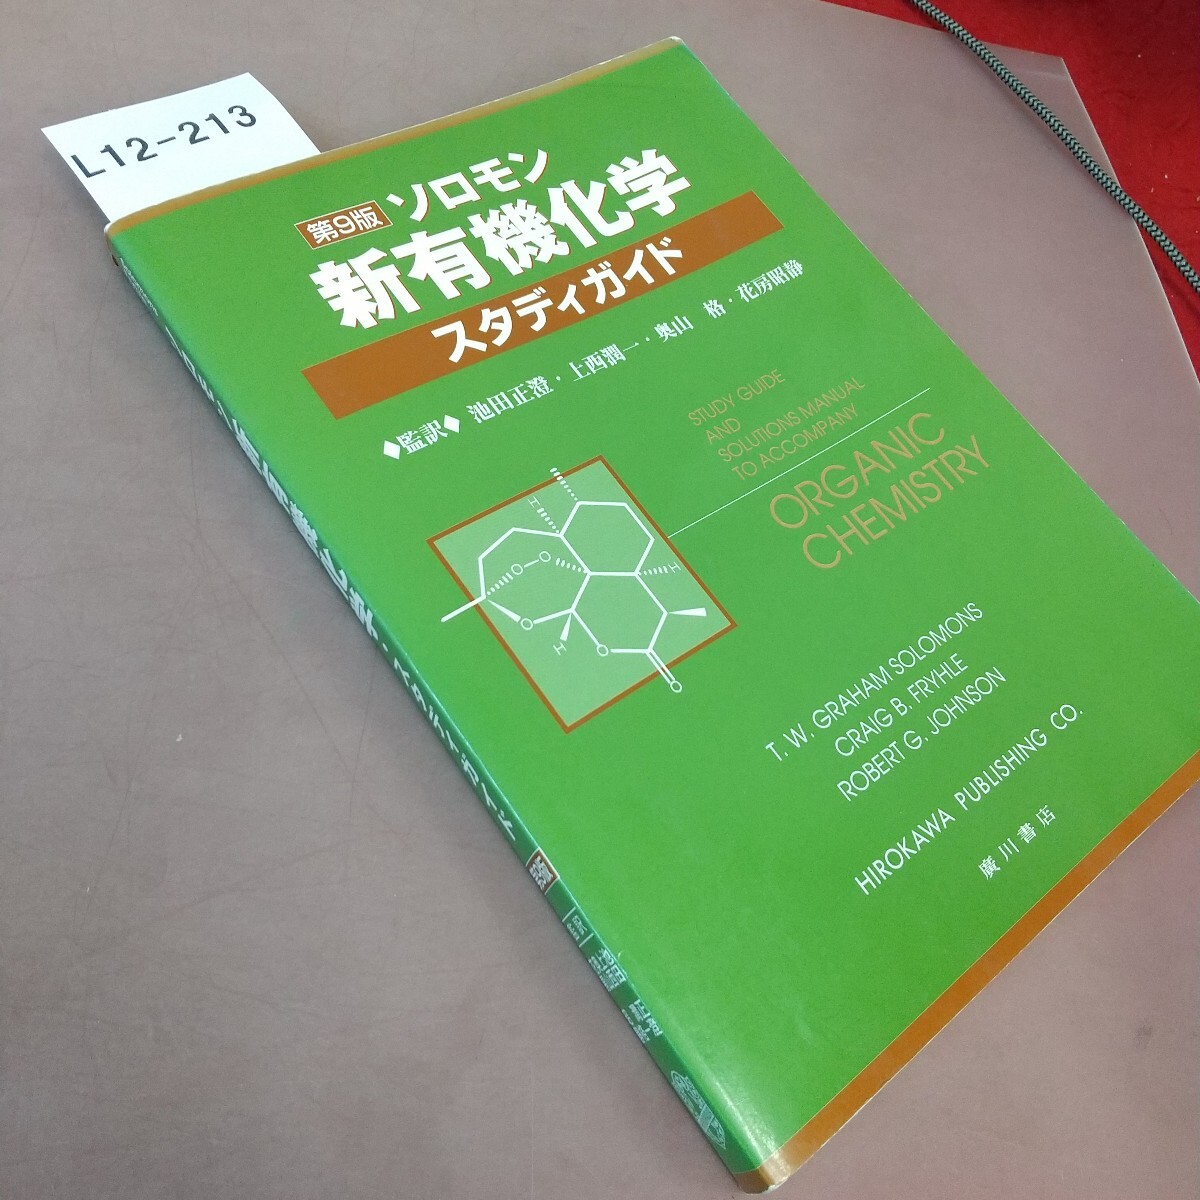 L12-213
第9版 ソロモン
新有機化学
スタディガイド
◆監訳◆ 池田正澄・上西潤一・奥山 格・花房昭静
STUDY GUIDE
AND
SOLUTIONS MANUAL
TO ACCOMPANY
ORGANIC
CHEMISTRY
H
O
O
H
O
H
O
O
T. W. GRAHAM SOLOMONS
CRAIG B. FRYHLE
ROBERT G. JOHNSON
HIROKAWA PUBLISHING CO.
廣川書店